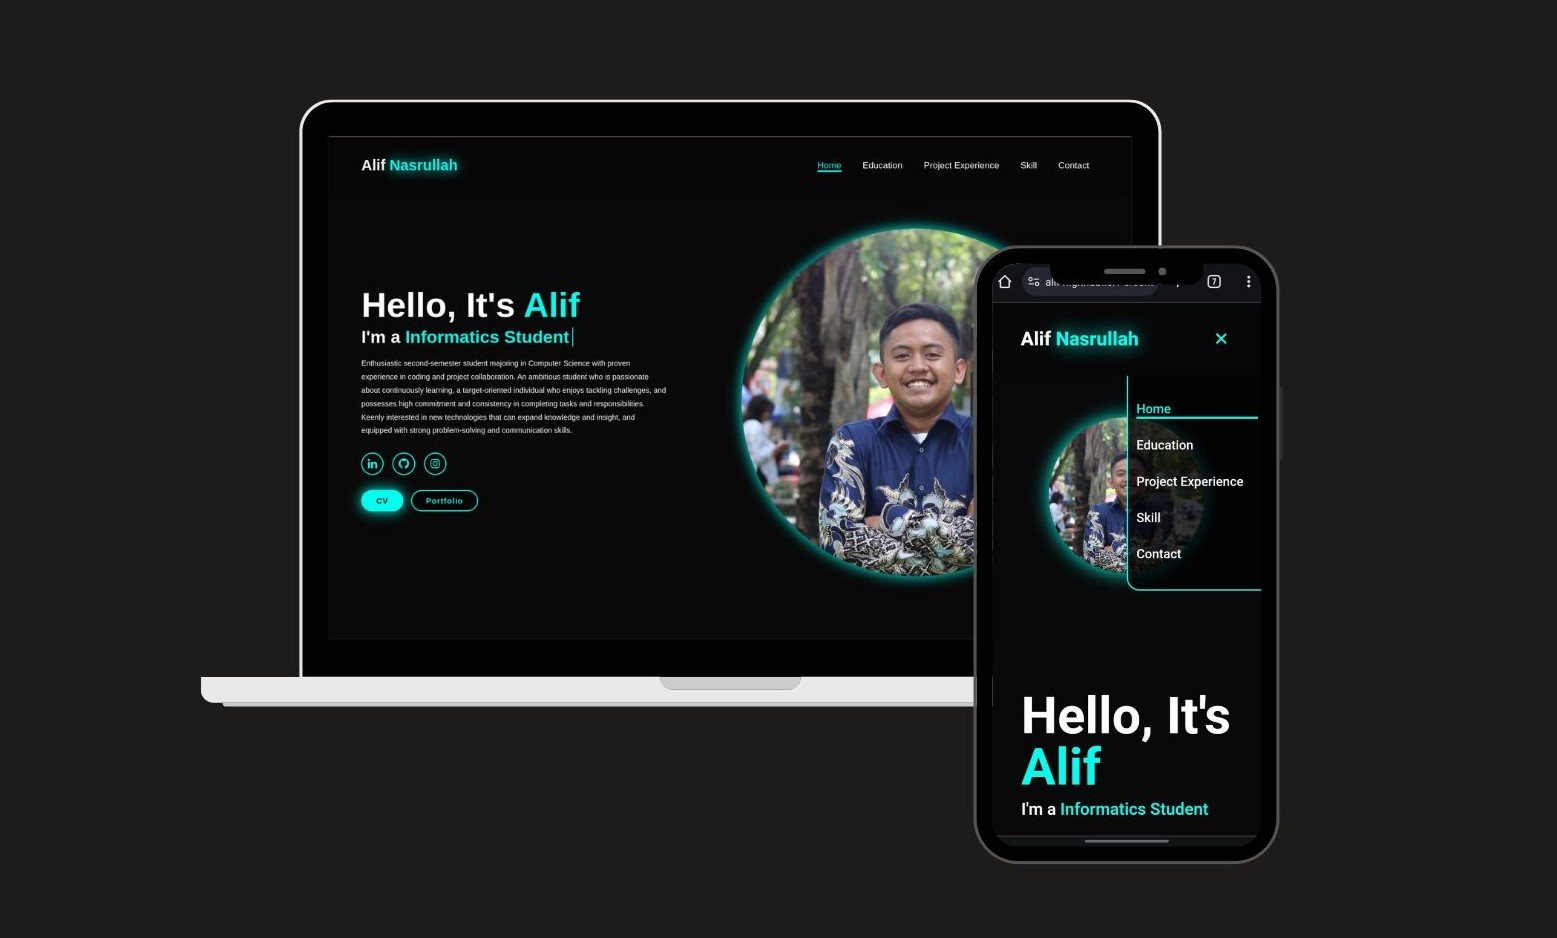 Alif Nasrullah
Home Education Project Experience Skill Contact
Hello, It's Alif
I'm a Informatics Student
Enthusiastic second-semester student majoring in Computer Science with proven
experience in coding and project collaboration. An ambitious student who is passionate
about continuously learning, a target-oriented individual who enjoys tackling challenges, and
possesses high commitment and consistency in completing tasks and responsibilities.
Keenly interested in new technologies that can expand knowledge and insight, and
equipped with strong problem-solving and communication skills.
in
CV Portfolio
7
Alif Nasrullah
Home
Education
Project Experience
Skill
Contact
Hello, It's
Alif
I'm a Informatics Student